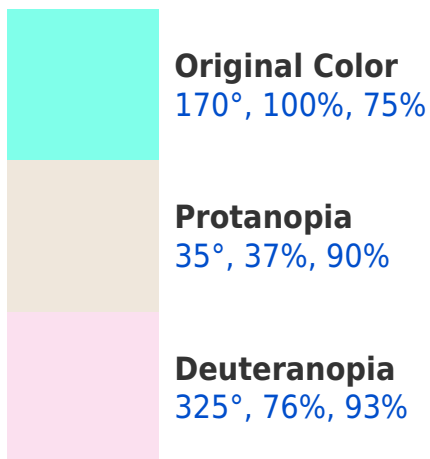 Original Color
170°, 100%, 75%
Protanopia
35°, 37%, 90%
Deuteranopia
325°, 76%, 93%